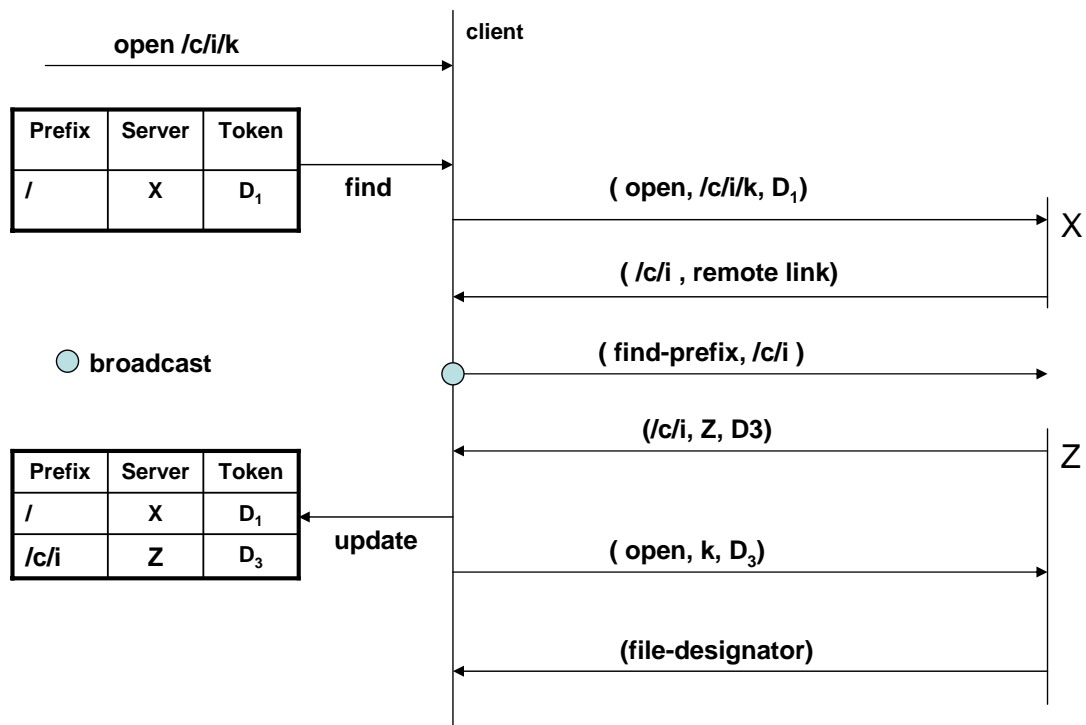 client
open /c/i/k
Prefix Server Token
/ X D₁
find
( open, /c/i/k, D₁)
X
( /c/i , remote link)
broadcast
( find-prefix, /c/i )
(/c/i, Z, D3)
Z
Prefix Server Token
/ X D₁
/c/i Z D₃
update
( open, k, D₃)
(file-designator)